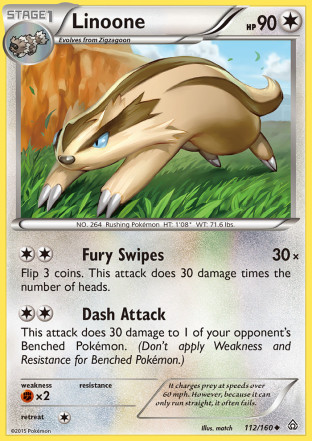 STAGE1 Linoone HP90
Evolves from Zigzagoon
NO. 264 Rushing Pokémon HT: 1'08" WT: 71.6 lbs
Fury Swipes 30×
Flip 3 coins. This attack does 30 damage times
the number of heads.
Dash Attack
This attack does 30 damage to 1 of your opponent's
Benched Pokémon. (Don't apply Weakness and
Resistance for Benched Pokémon.)
weakness resistance
×2
retreat
It charges prey at speeds over
60 mph. However, because it can
only run straight, it often fails.
©2015 Pokémon Illus. match 112/160